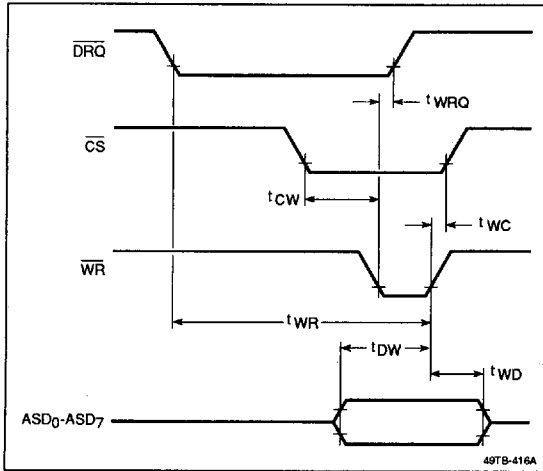 DRQ
tWRQ
CS
tCW
tWC
WR
tWR
tDW
tWD
ASD0-ASD7
49TB-416A